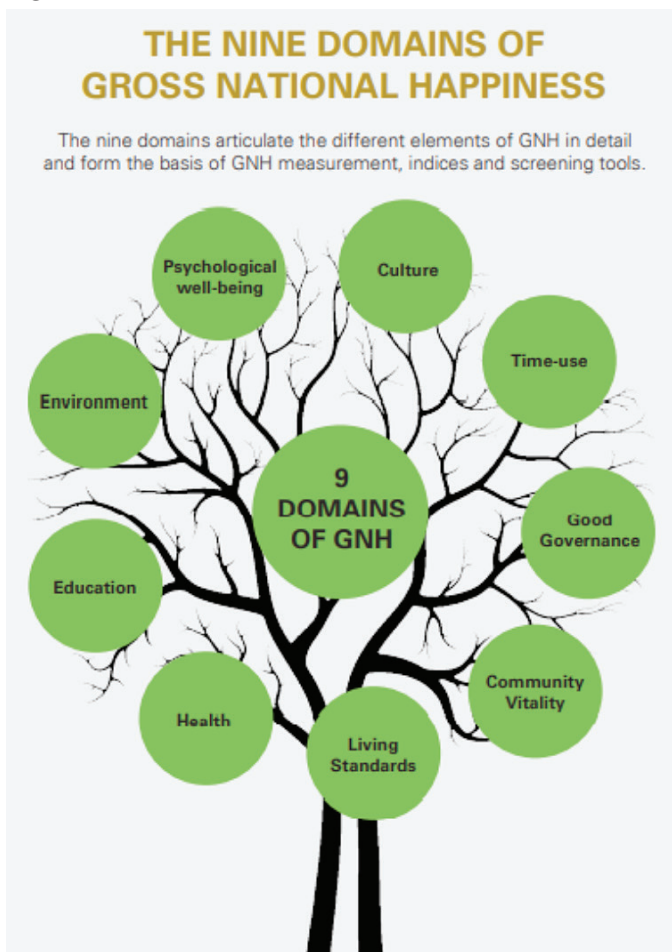 THE NINE DOMAINS OF
GROSS NATIONAL HAPPINESS
The nine domains articulate the different elements of GNH in detail
and form the basis of GNH measurement, indices and screening tools.
Psychological
well-being
Culture
Time-use
Environment
9
DOMAINS
OF GNH
Good
Governance
Education
Community
Vitality
Health
Living
Standards